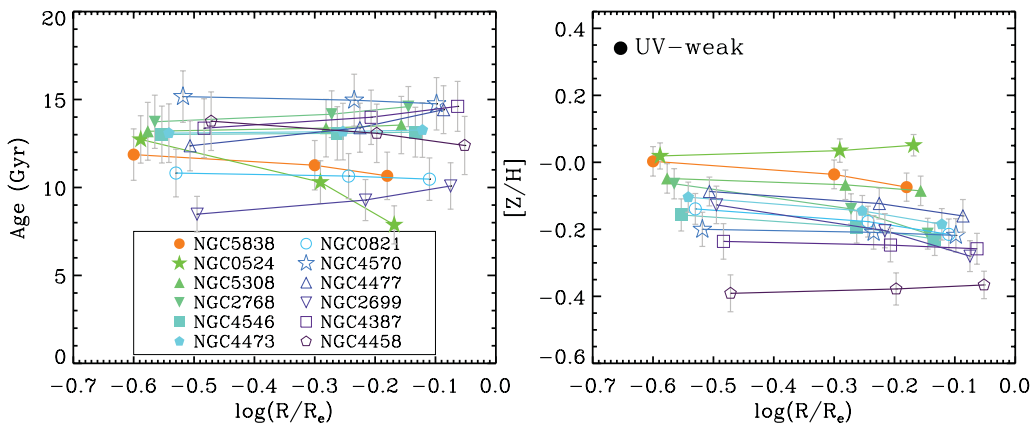 20
15
10
5
0
Age (Gyr)
NGC5838 NGC0821
NGC0524 NGC4570
NGC5308 NGC4477
NGC2768 NGC2699
NGC4546 NGC4387
NGC4473 NGC4458
−0.7 −0.6 −0.5 −0.4 −0.3 −0.2 −0.1 0.0
log(R/Re)
0.4
0.2
−0.0
−0.2
−0.4
−0.6
[Z/H]
UV−weak
−0.7 −0.6 −0.5 −0.4 −0.3 −0.2 −0.1 0.0
log(R/Re)